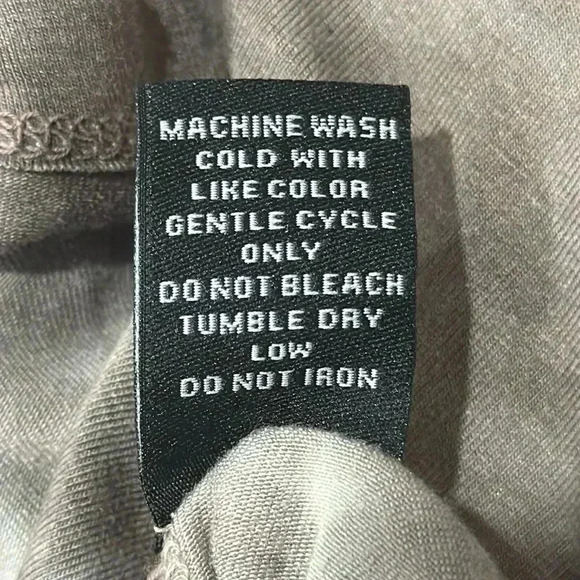 MACHINE WASH
COLD WITH
LIKE COLOR
GENTLE CYCLE
ONLY
DO NOT BLEACH
TUMBLE DRY
LOW
DO NOT IRON